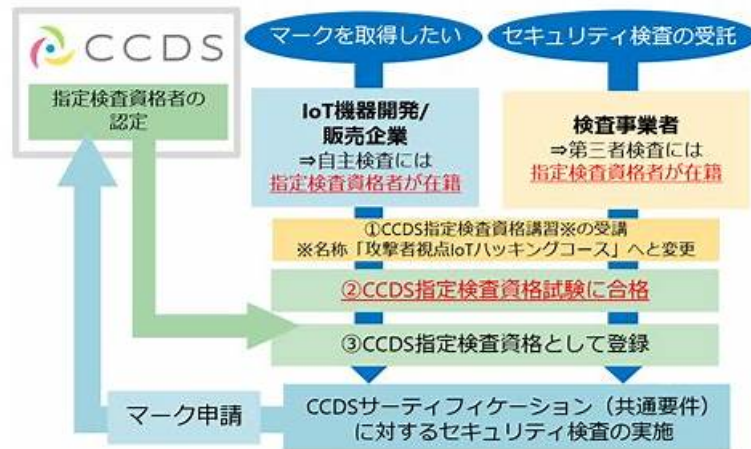 CCDS
指定検査資格者の
認定
マークを取得したい
セキュリティ検査の受託
IoT機器開発/
販売企業
⇒自主検査には
指定検査資格者が在籍
検査事業者
⇒第三者検査には
指定検査資格者が在籍
①CCDS指定検査資格講習※の受講
※名称「攻撃者視点IoTハッキングコース」へと変更
②CCDS指定検査資格試験に合格
③CCDS指定検査資格として登録
マーク申請
CCDSサーティフィケーション（共通要件）
に対するセキュリティ検査の実施